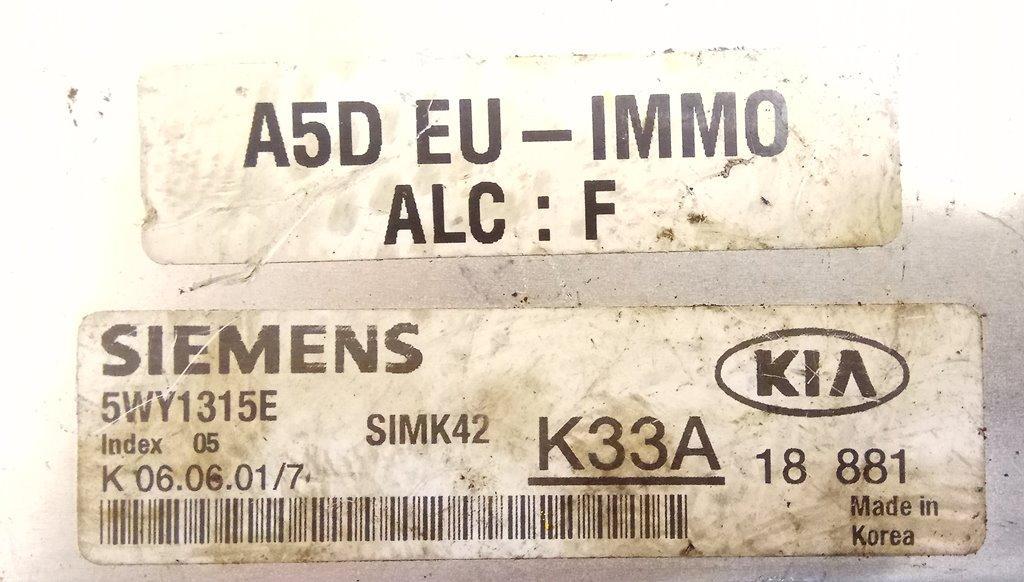 A5D EU – IMMO
ALC : F
SIEMENS
KIA
5WY1315E
Index 05
SIMK42
K33A
18 881
K 06.06.01/7
Made in
Korea